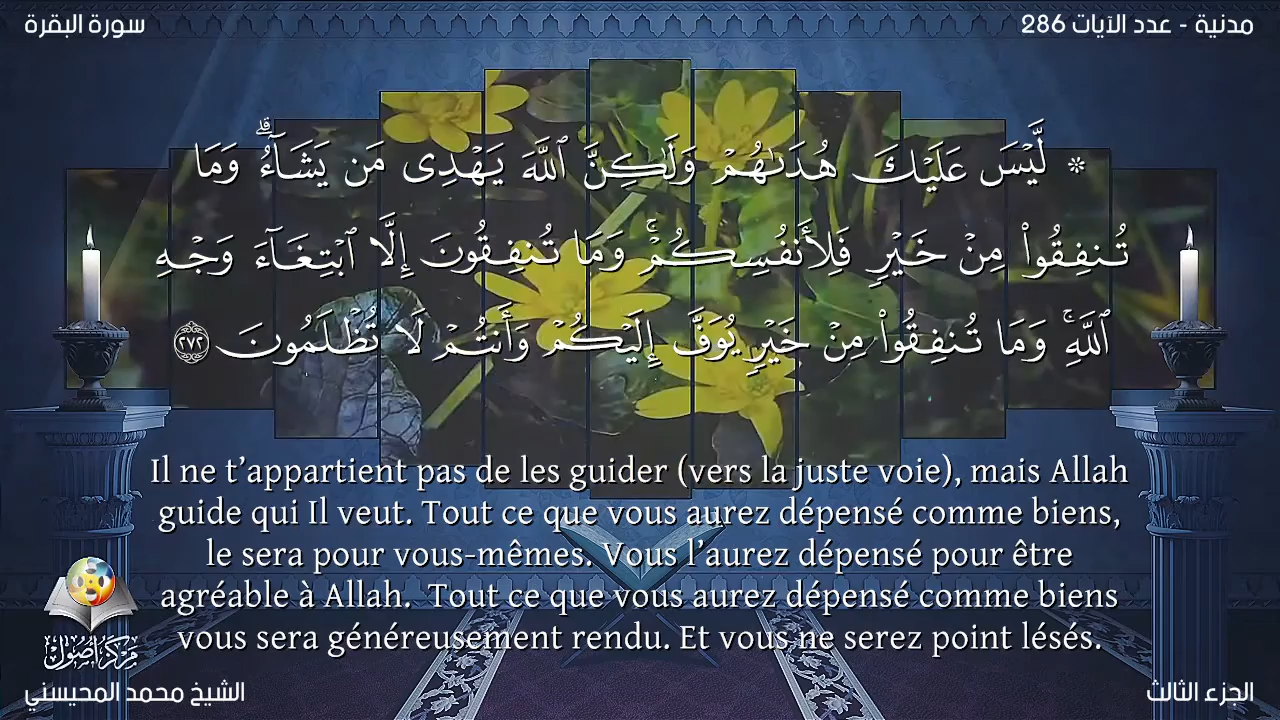 مدنية - عدد الآيات 286
سورة البقرة
۞ لَّيْسَ عَلَيْكَ هُدَىٰهُمْ وَلَٰكِنَّ ٱللَّهَ يَهْدِى مَن يَشَآءُ ۗ وَمَا
تُنفِقُوا۟ مِنْ خَيْرٍ فَلِأَنفُسِكُمْ ۚ وَمَا تُنفِقُونَ إِلَّا ٱبْتِغَآءَ وَجْهِ
ٱللَّهِ ۚ وَمَا تُنفِقُوا۟ مِنْ خَيْرٍ يُوَفَّ إِلَيْكُمْ وَأَنتُمْ لَا تُظْلَمُونَ ٢٧٢
Il ne t’appartient pas de les guider (vers la juste voie), mais Allah
guide qui Il veut. Tout ce que vous aurez dépensé comme biens,
le sera pour vous-mêmes. Vous l’aurez dépensé pour être
agréable à Allah. Tout ce que vous aurez dépensé comme biens
vous sera généreusement rendu. Et vous ne serez point lésés.
مركز أصول
الجزء الثالث
الشيخ محمد المحيسني